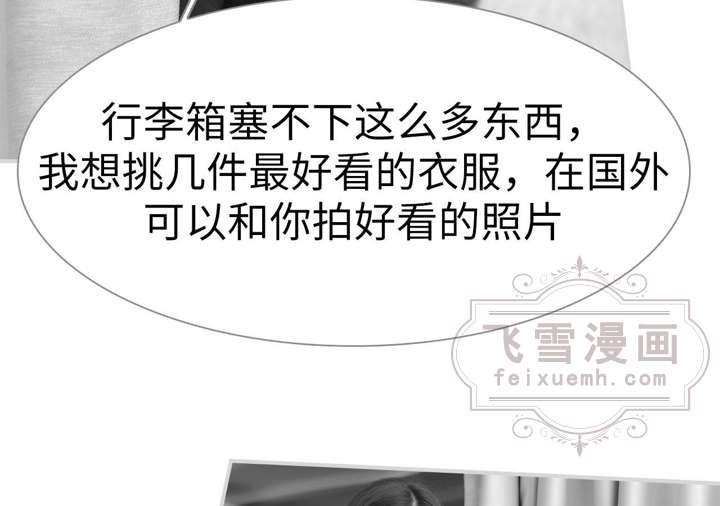 行李箱塞不下这么多东西，
我想挑几件最好看的衣服，在国外
可以和你拍好看的照片
飞雪漫画
feixuemh.com